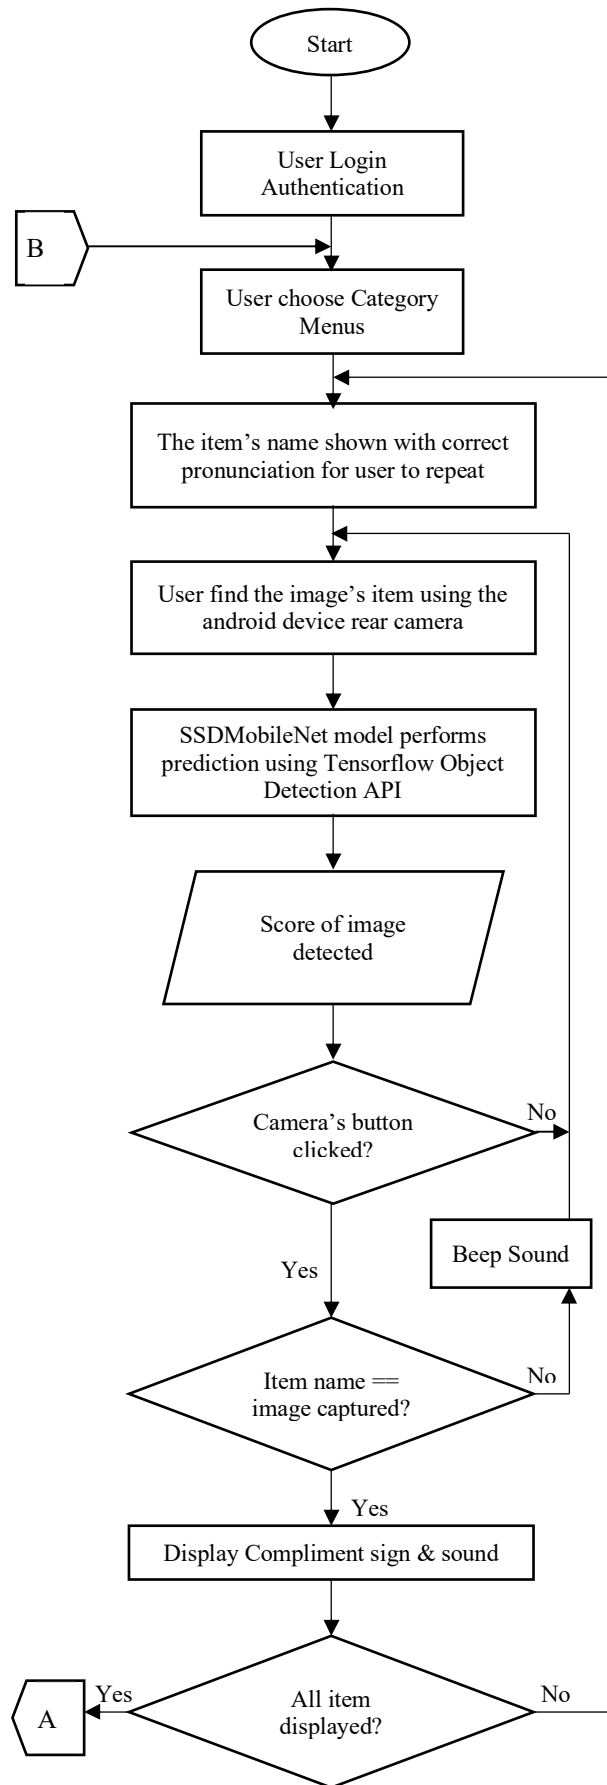 Start
User Login
Authentication
B
User choose Category
Menus
The item’s name shown with correct
pronunciation for user to repeat
User find the image’s item using the
android device rear camera
SSDMobileNet model performs
prediction using Tensorflow Object
Detection API
Score of image
detected
Camera’s button
clicked?
No
Yes
Beep Sound
Item name ==
image captured?
No
Yes
Display Compliment sign & sound
A
Yes
All item
displayed?
No